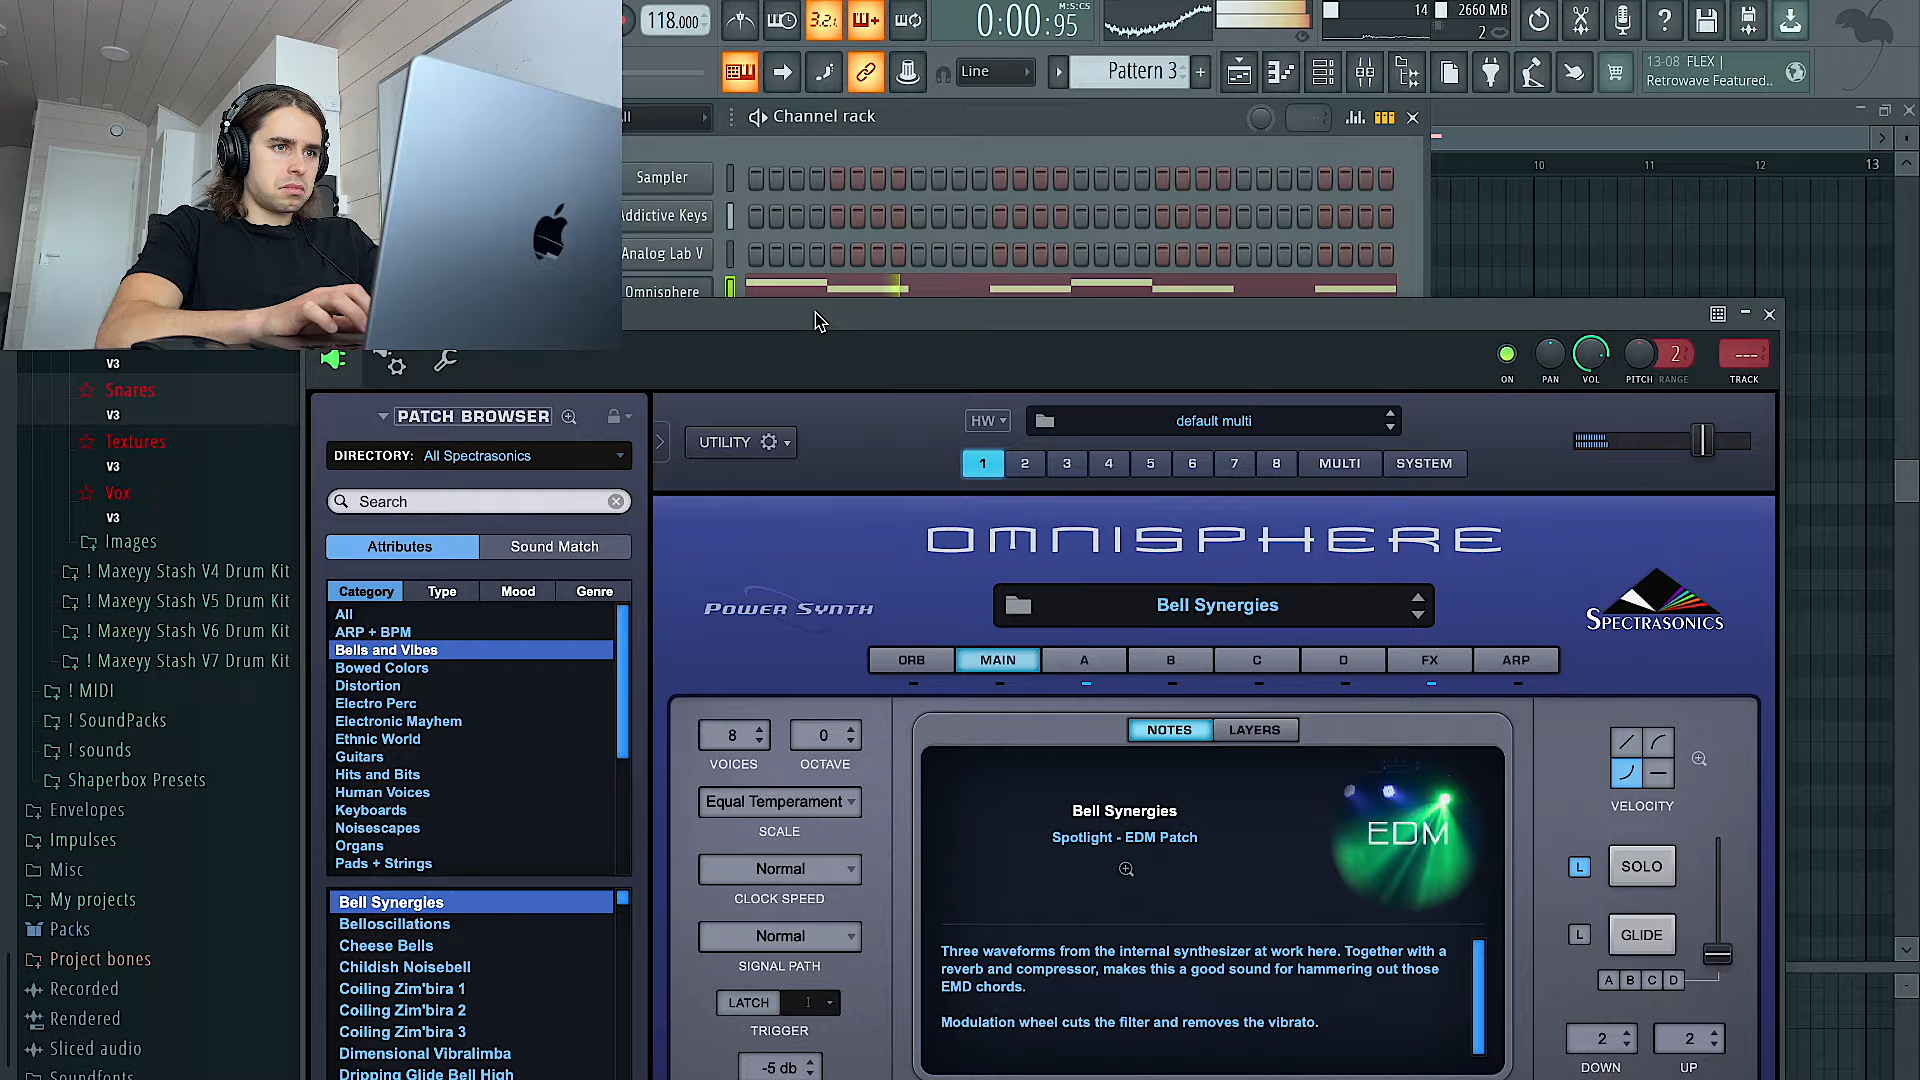 118.000
3.2.
0:00:95
M:S:CS
14
2660 MB
2
Line
Pattern 3
13-08 FLEX |
Retrowave Featured..
Channel rack
Sampler
Addictive Keys
Analog Lab V
Omnisphere
10
11
12
13
ON
PAN
VOL
PITCH
RANGE
2
---
TRACK
V3
Snares
V3
Textures
V3
Vox
V3
Images
! Maxeyy Stash V4 Drum Kit
! Maxeyy Stash V5 Drum Kit
! Maxeyy Stash V6 Drum Kit
! Maxeyy Stash V7 Drum Kit
! MIDI
! SoundPacks
! sounds
Shaperbox Presets
Envelopes
Impulses
Misc
My projects
Packs
Project bones
Recorded
Rendered
Sliced audio
Soundfonts
PATCH BROWSER
DIRECTORY: All Spectrasonics
Search
Attributes
Sound Match
Category
Type
Mood
Genre
All
ARP + BPM
Bells and Vibes
Bowed Colors
Distortion
Electro Perc
Electronic Mayhem
Ethnic World
Guitars
Hits and Bits
Human Voices
Keyboards
Noisescapes
Organs
Pads + Strings
Bell Synergies
Belloscillations
Cheese Bells
Childish Noisebell
Coiling Zim'bira 1
Coiling Zim'bira 2
Coiling Zim'bira 3
Dimensional Vibralimba
Dripping Glide Bell High
UTILITY
HW
default multi
1
2
3
4
5
6
7
8
MULTI
SYSTEM
OMNISPHERE
POWER SYNTH
Bell Synergies
SPECTRASONICS
ORB
MAIN
A
B
C
D
FX
ARP
8
0
VOICES
OCTAVE
Equal Temperament
SCALE
Normal
CLOCK SPEED
Normal
SIGNAL PATH
LATCH
TRIGGER
-5 db
NOTES
LAYERS
Bell Synergies
Spotlight - EDM Patch
EDM
Three waveforms from the internal synthesizer at work here. Together with a
reverb and compressor, makes this a good sound for hammering out those
EMD chords.
Modulation wheel cuts the filter and removes the vibrato.
VELOCITY
L
SOLO
L
GLIDE
A B C D
2
2
DOWN
UP